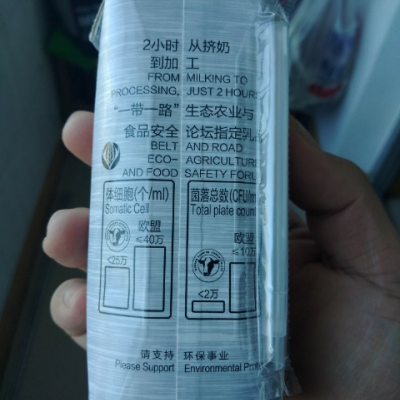 2小时 从挤奶
到加 工
FROM MILKING TO
PROCESSING, JUST 2 HOURS
“一带一路” 生态农业与
食品安全 论坛指定乳
BELT AND ROAD
ECO- AGRICULTURE
AND FOOD SAFETY FORU
体细胞(个/ml)
Somatic Cell
欧盟
≤40万
<25万
菌落总数(CFU/m
Total plate coun
欧盟
≤10万
<2万
请支持 环保事业
Please Support Environmental Prote